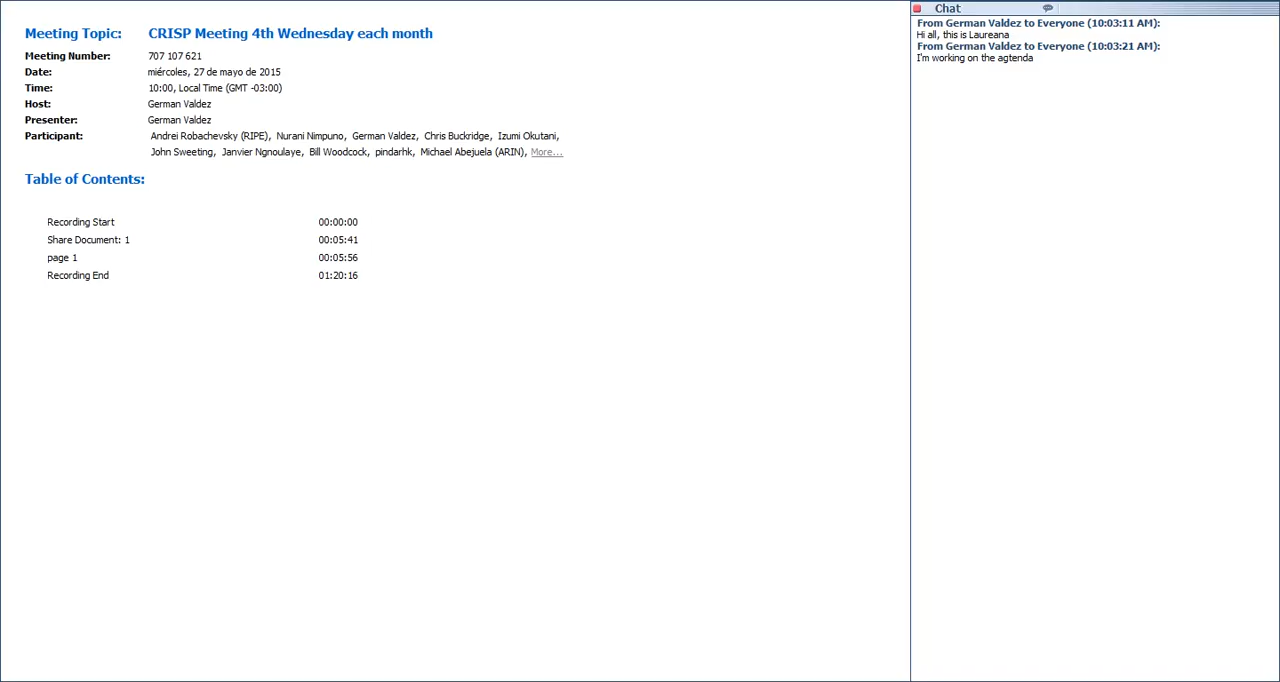 Meeting Topic: CRISP Meeting 4th Wednesday each month
Meeting Number: 707 107 621
Date: miércoles, 27 de mayo de 2015
Time: 10:00, Local Time (GMT -03:00)
Host: German Valdez
Presenter: German Valdez
Participant: Andrei Robachevsky (RIPE), Nurani Nimpuno, German Valdez, Chris Buckridge, Izumi Okutani,
John Sweeting, Janvier Ngnoulaye, Bill Woodcock, pindarhk, Michael Abejuela (ARIN), More...
Table of Contents:
Recording Start 00:00:00
Share Document: 1 00:05:41
page 1 00:05:56
Recording End 01:20:16
Chat
From German Valdez to Everyone (10:03:11 AM):
Hi all, this is Laureana
From German Valdez to Everyone (10:03:21 AM):
I'm working on the agtenda